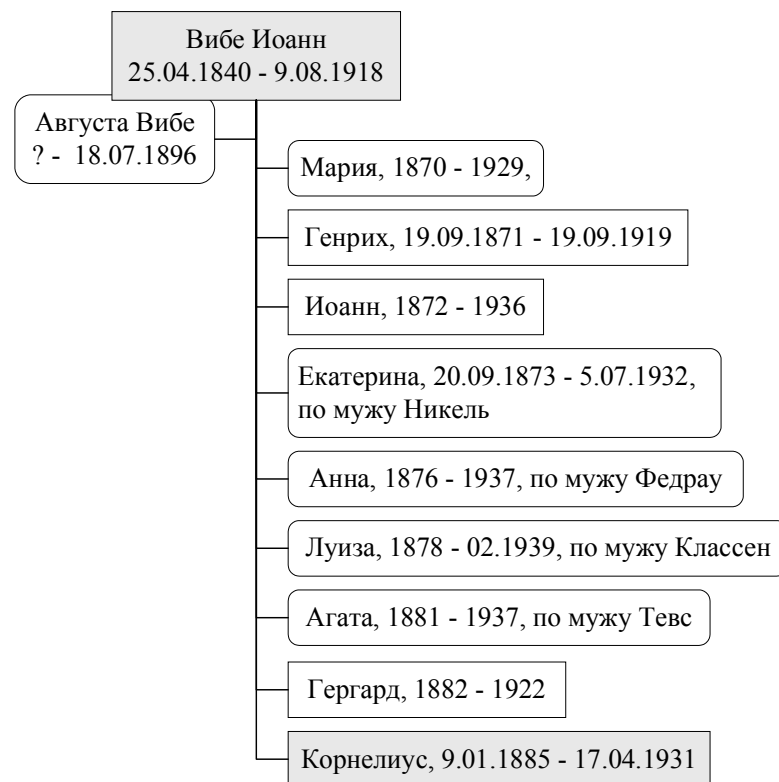 Вибе Иоанн
25.04.1840 - 9.08.1918
Августа Вибе
? - 18.07.1896
Мария, 1870 - 1929,
Генрих, 19.09.1871 - 19.09.1919
Иоанн, 1872 - 1936
Екатерина, 20.09.1873 - 5.07.1932,
по мужу Никель
Анна, 1876 - 1937, по мужу Федрау
Луиза, 1878 - 02.1939, по мужу Классен
Агата, 1881 - 1937, по мужу Тевс
Гергард, 1882 - 1922
Корнелиус, 9.01.1885 - 17.04.1931